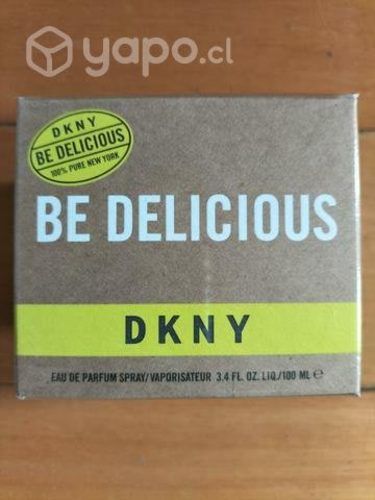 yapo.cl
DKNY
BE DELICIOUS
100% PURE NEW YORK
BE DELICIOUS
DKNY
EAU DE PARFUM SPRAY/VAPORISATEUR 3.4 FL. OZ. LIQ./100 ML ℮